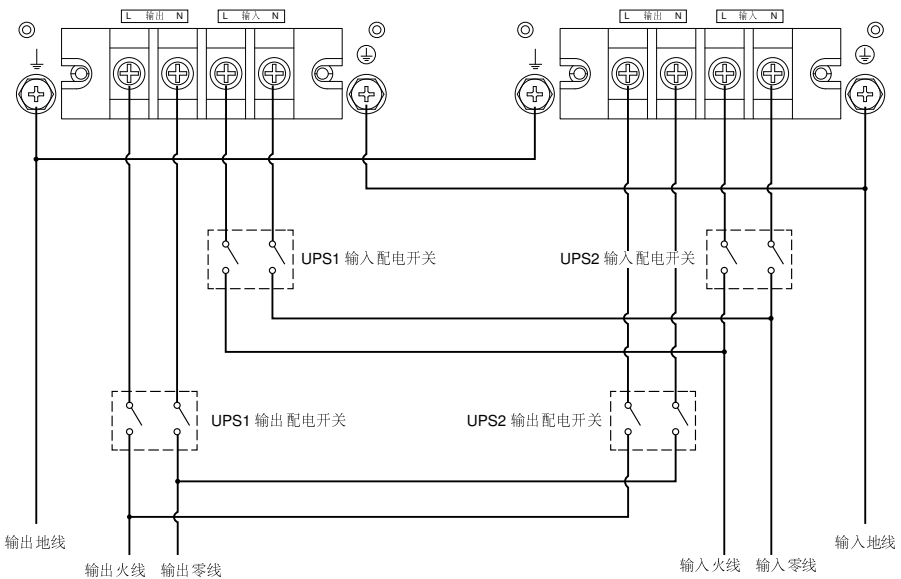 L 输出 N
L 输入 N
L 输出 N
L 输入 N
UPS1 输入配电开关
UPS2 输入配电开关
UPS1 输出配电开关
UPS2 输出配电开关
输出地线
输入地线
输出火线
输出零线
输入火线
输入零线